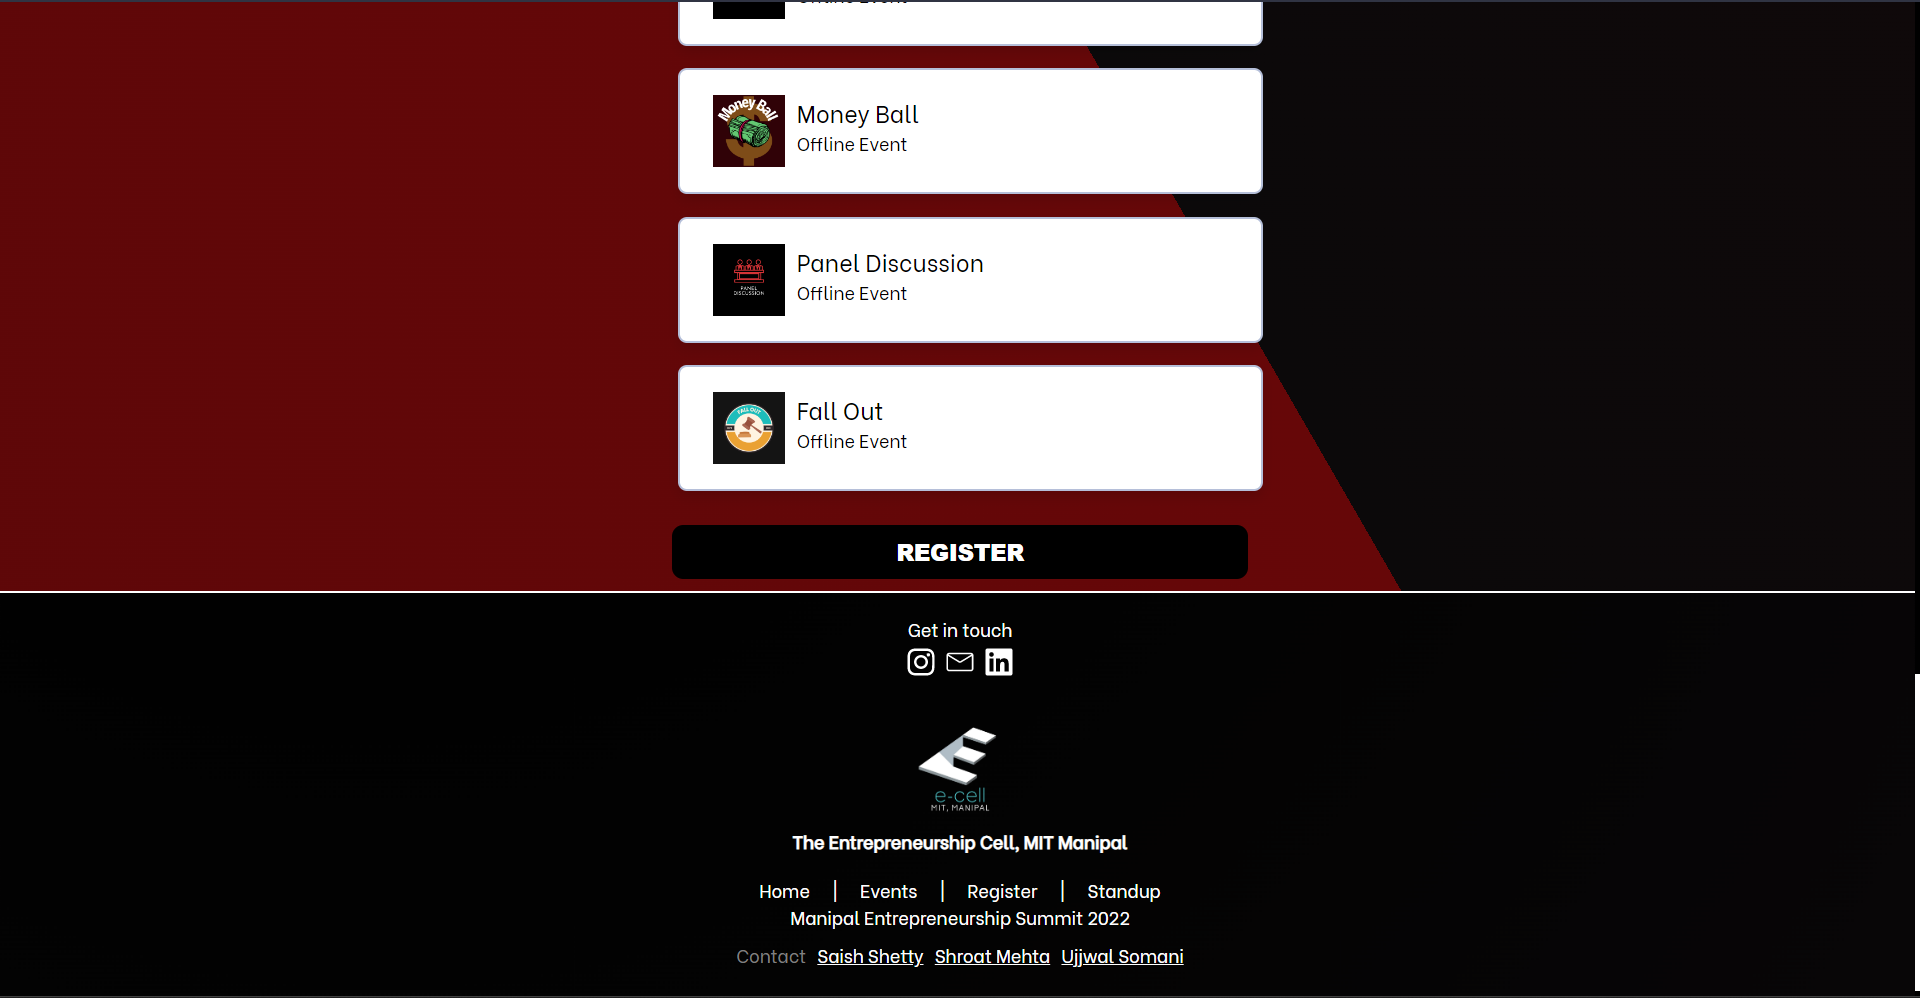 Money Ball
Money Ball
Offline Event
PANEL
DISCUSSION
Panel Discussion
Offline Event
FALL OUT
Fall Out
Offline Event
REGISTER
Get in touch
in
e-cell
MIT, MANIPAL
The Entrepreneurship Cell, MIT Manipal
Home | Events | Register | Standup
Manipal Entrepreneurship Summit 2022
Contact Saish Shetty Shroat Mehta Ujjwal Somani